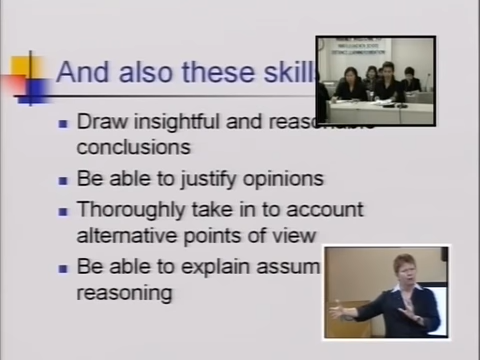 And also these skills
Draw insightful and reasonable
conclusions
Be able to justify opinions
Thoroughly take in to account
alternative points of view
Be able to explain assum
reasoning